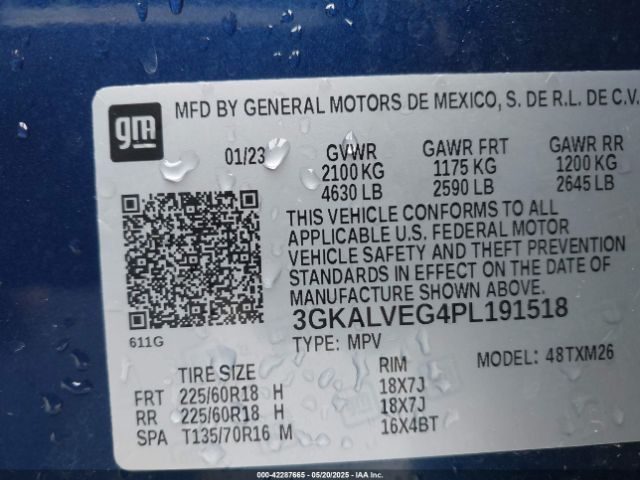 gm
MFD BY GENERAL MOTORS DE MEXICO, S. DE R.L. DE C.V.
01/23 GVWR GAWR FRT GAWR RR
2100 KG 1175 KG 1200 KG
4630 LB 2590 LB 2645 LB
THIS VEHICLE CONFORMS TO ALL
APPLICABLE U.S. FEDERAL MOTOR
VEHICLE SAFETY AND THEFT PREVENTION
STANDARDS IN EFFECT ON THE DATE OF
MANUFACTURE SHOWN ABOVE.
3GKALVEG4PL191518
611G
TYPE: MPV MODEL: 48TXM26
TIRE SIZE RIM
FRT 225/60R18 H 18X7J
RR 225/60R18 H 18X7J
SPA T135/70R16 M 16X4BT
000-42287665 - 05/20/2025 - IAAI.COM